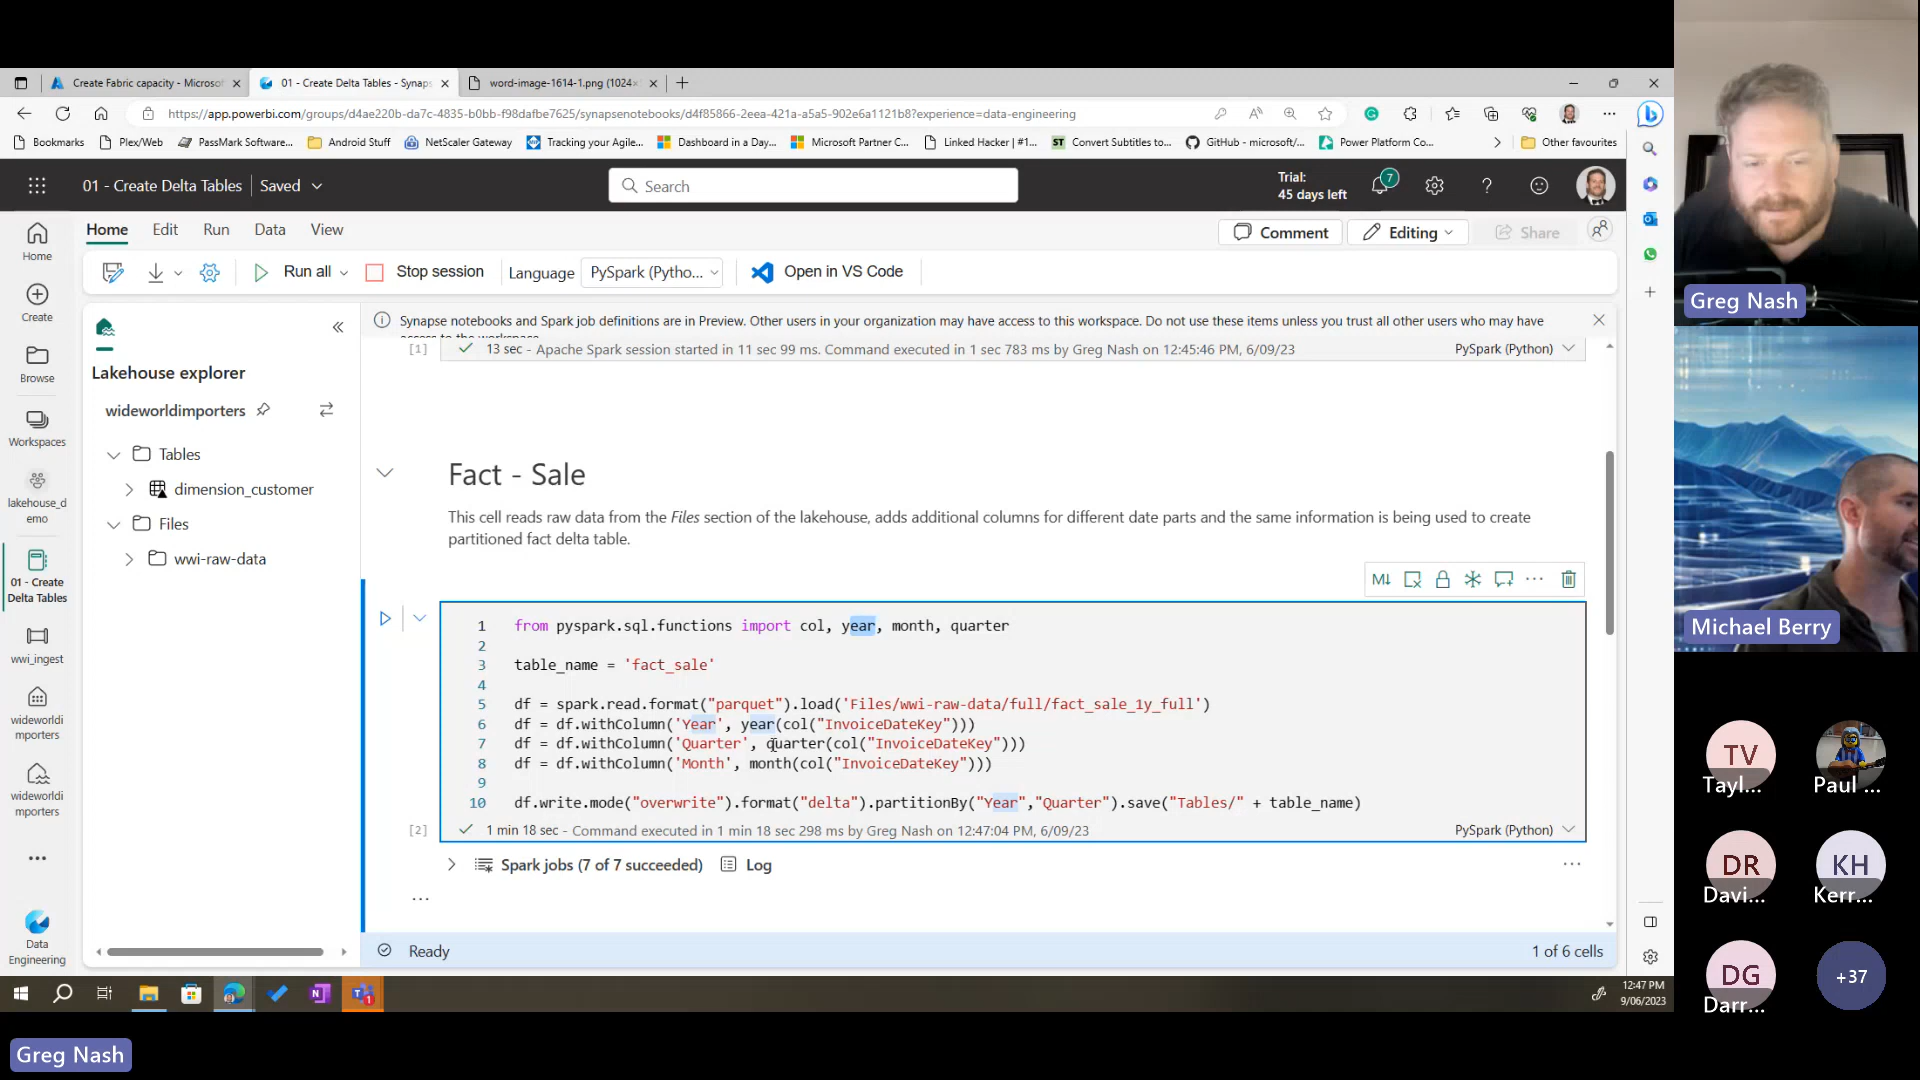 Create Fabric capacity - Microsof
01 - Create Delta Tables - Synaps
word-image-1614-1.png (1024×
https://app.powerbi.com/groups/d4ae220b-da7c-4835-b0bb-f98dafbe7625/synapsenotebooks/d4f85866-2eea-421a-a5a5-902e6a1121b8?experience=data-engineering
Bookmarks
Plex/Web
PassMark Software...
Android Stuff
NetScaler Gateway
Tracking your Agile...
Dashboard in a Day...
Microsoft Partner C...
Linked Hacker | #1...
ST Convert Subtitles to...
GitHub - microsoft/...
Power Platform Co...
Other favourites
01 - Create Delta Tables
Saved
Search
Trial:
45 days left
7
Home
Edit
Run
Data
View
Comment
Editing
Share
Run all
Stop session
Language
PySpark (Pytho...
Open in VS Code
Home
Create
Browse
Workspaces
lakehouse_d
emo
01 - Create
Delta Tables
wwi_ingest
wideworldi
mporters
wideworldi
mporters
Data
Engineering
Lakehouse explorer
wideworldimporters
Tables
dimension_customer
Files
wwi-raw-data
Synapse notebooks and Spark job definitions are in Preview. Other users in your organization may have access to this workspace. Do not use these items unless you trust all other users who may have
access to the workspace.
[1]
13 sec - Apache Spark session started in 11 sec 99 ms. Command executed in 1 sec 783 ms by Greg Nash on 12:45:46 PM, 6/09/23
PySpark (Python)
Fact - Sale
This cell reads raw data from the Files section of the lakehouse, adds additional columns for different date parts and the same information is being used to create
partitioned fact delta table.
M↓
1 from pyspark.sql.functions import col, year, month, quarter
2
3 table_name = 'fact_sale'
4
5 df = spark.read.format("parquet").load('Files/wwi-raw-data/full/fact_sale_1y_full')
6 df = df.withColumn('Year', year(col("InvoiceDateKey")))
7 df = df.withColumn('Quarter', quarter(col("InvoiceDateKey")))
8 df = df.withColumn('Month', month(col("InvoiceDateKey")))
9
10 df.write.mode("overwrite").format("delta").partitionBy("Year","Quarter").save("Tables/" + table_name)
[2]
1 min 18 sec - Command executed in 1 min 18 sec 298 ms by Greg Nash on 12:47:04 PM, 6/09/23
PySpark (Python)
Spark jobs (7 of 7 succeeded)
Log
Ready
1 of 6 cells
12:47 PM
9/06/2023
Greg Nash
Greg Nash
Michael Berry
TV
Tayl...
Paul ...
DR
Davi...
KH
Kerr...
DG
Darr...
+37